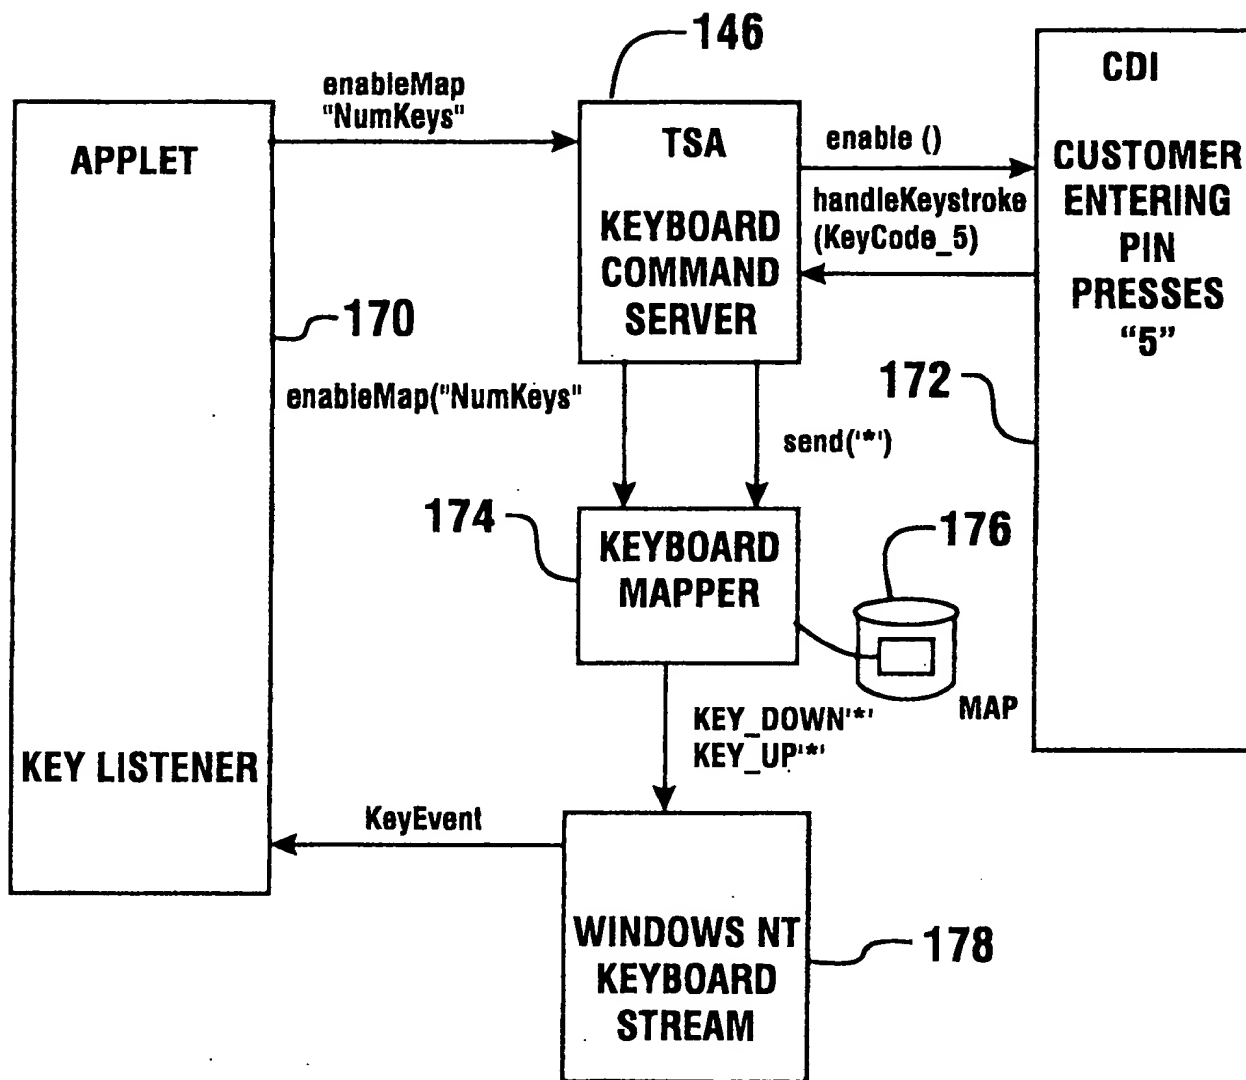 146
enableMap
"NumKeys"
APPLET
TSA
KEYBOARD
COMMAND
SERVER
enable ()
handleKeystroke
(KeyCode_5)
CDI
CUSTOMER
ENTERING
PIN
PRESSES
“5”
170
172
enableMap("NumKeys"
send('*')
174
KEYBOARD
MAPPER
176
MAP
KEY_DOWN'*'
KEY_UP'*'
KEY LISTENER
KeyEvent
WINDOWS NT
KEYBOARD
STREAM
178